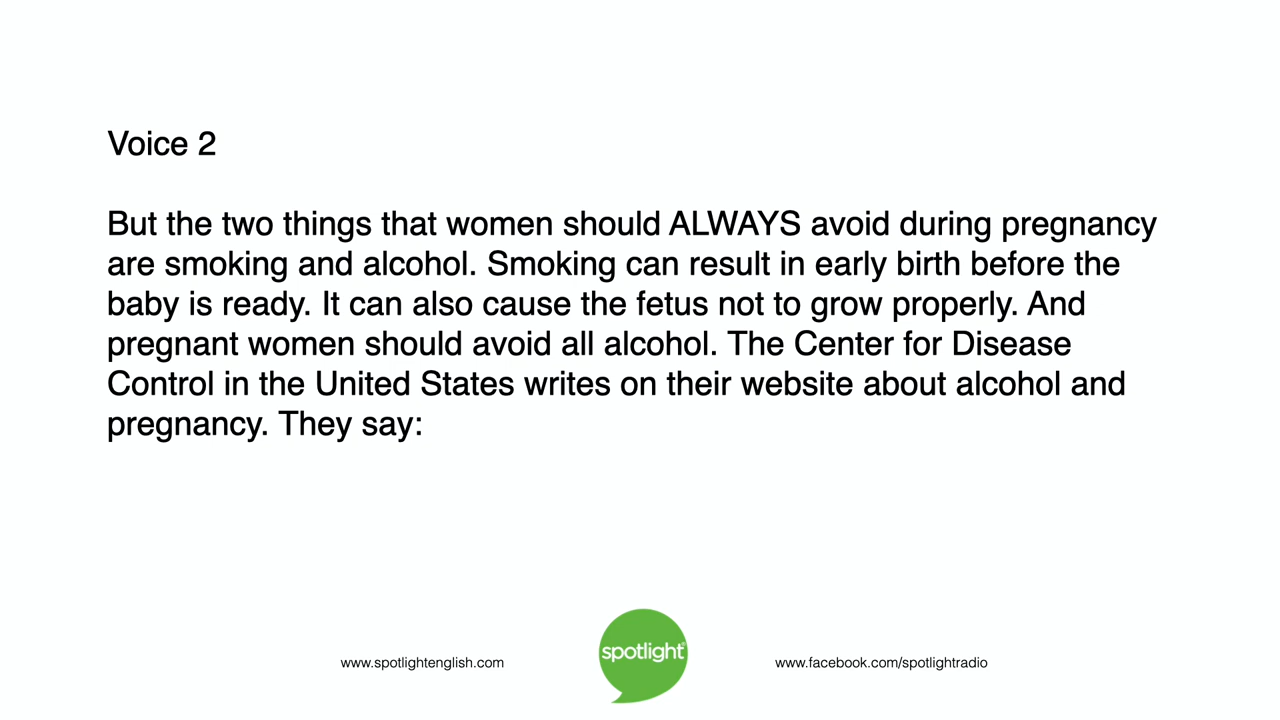 Voice 2
But the two things that women should ALWAYS avoid during pregnancy
are smoking and alcohol. Smoking can result in early birth before the
baby is ready. It can also cause the fetus not to grow properly. And
pregnant women should avoid all alcohol. The Center for Disease
Control in the United States writes on their website about alcohol and
pregnancy. They say:
www.spotlightenglish.com
spotlight®
www.facebook.com/spotlightradio